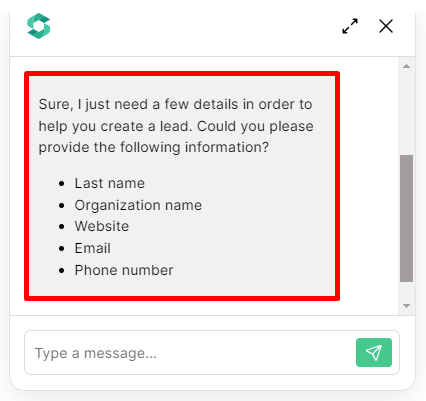 Sure, I just need a few details in order to
help you create a lead. Could you please
provide the following information?
Last name
Organization name
Website
Email
Phone number
Type a message...